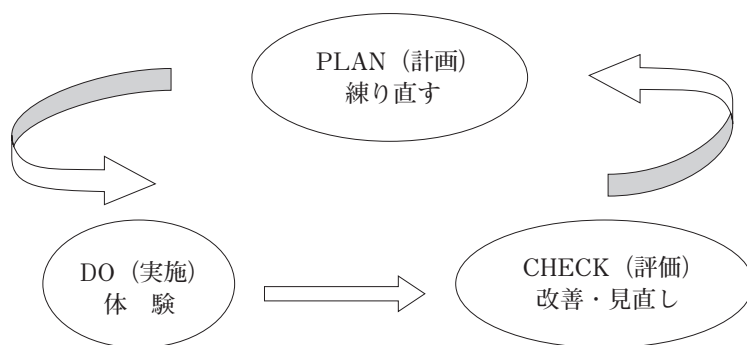 PLAN（計画）
練り直す
DO（実施）
体　験
CHECK（評価）
改善・見直し